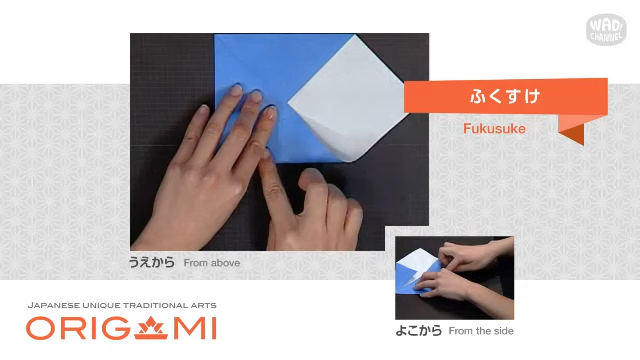 WADY
CHANNEL
ふくすけ
Fukusuke
うえから From above
よこから From the side
JAPANESE UNIQUE TRADITIONAL ARTS
ORIGAMI